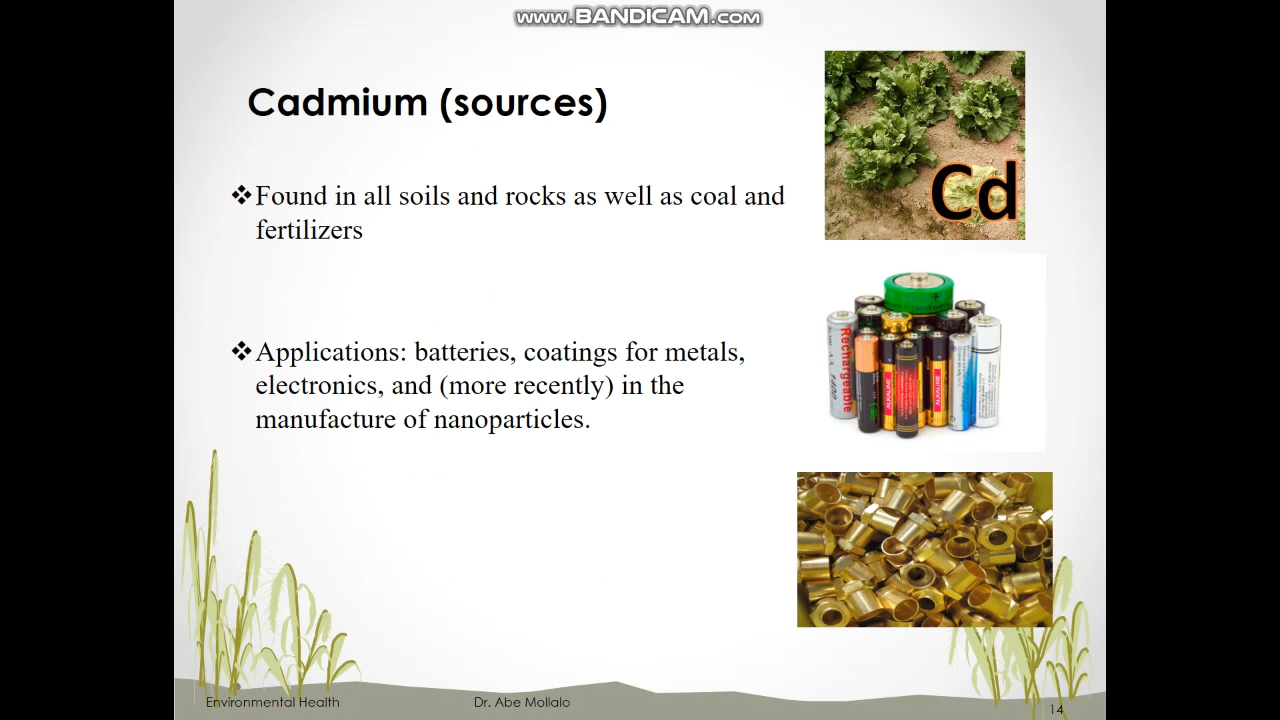 www.BANDICAM.com
Cadmium (sources)
❖Found in all soils and rocks as well as coal and
fertilizers
❖Applications: batteries, coatings for metals,
electronics, and (more recently) in the
manufacture of nanoparticles.
Cd
Rechargeable
ALKALINE
ALKALINE
Environmental Health
Dr. Abe Mollalo
14